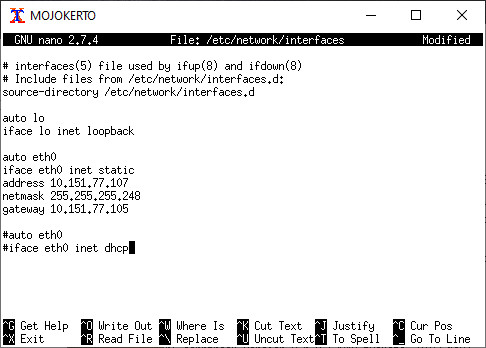 MOJOKERTO
GNU nano 2.7.4 File: /etc/network/interfaces Modified
# interfaces(5) file used by ifup(8) and ifdown(8)
# Include files from /etc/network/interfaces.d:
source-directory /etc/network/interfaces.d
auto lo
iface lo inet loopback
auto eth0
iface eth0 inet static
address 10.151.77.107
netmask 255.255.255.248
gateway 10.151.77.105
#auto eth0
#iface eth0 inet dhcp
^G Get Help ^O Write Out ^W Where Is ^K Cut Text ^J Justify ^C Cur Pos
^X Exit ^R Read File ^\ Replace ^U Uncut Text ^T To Spell ^_ Go To Line